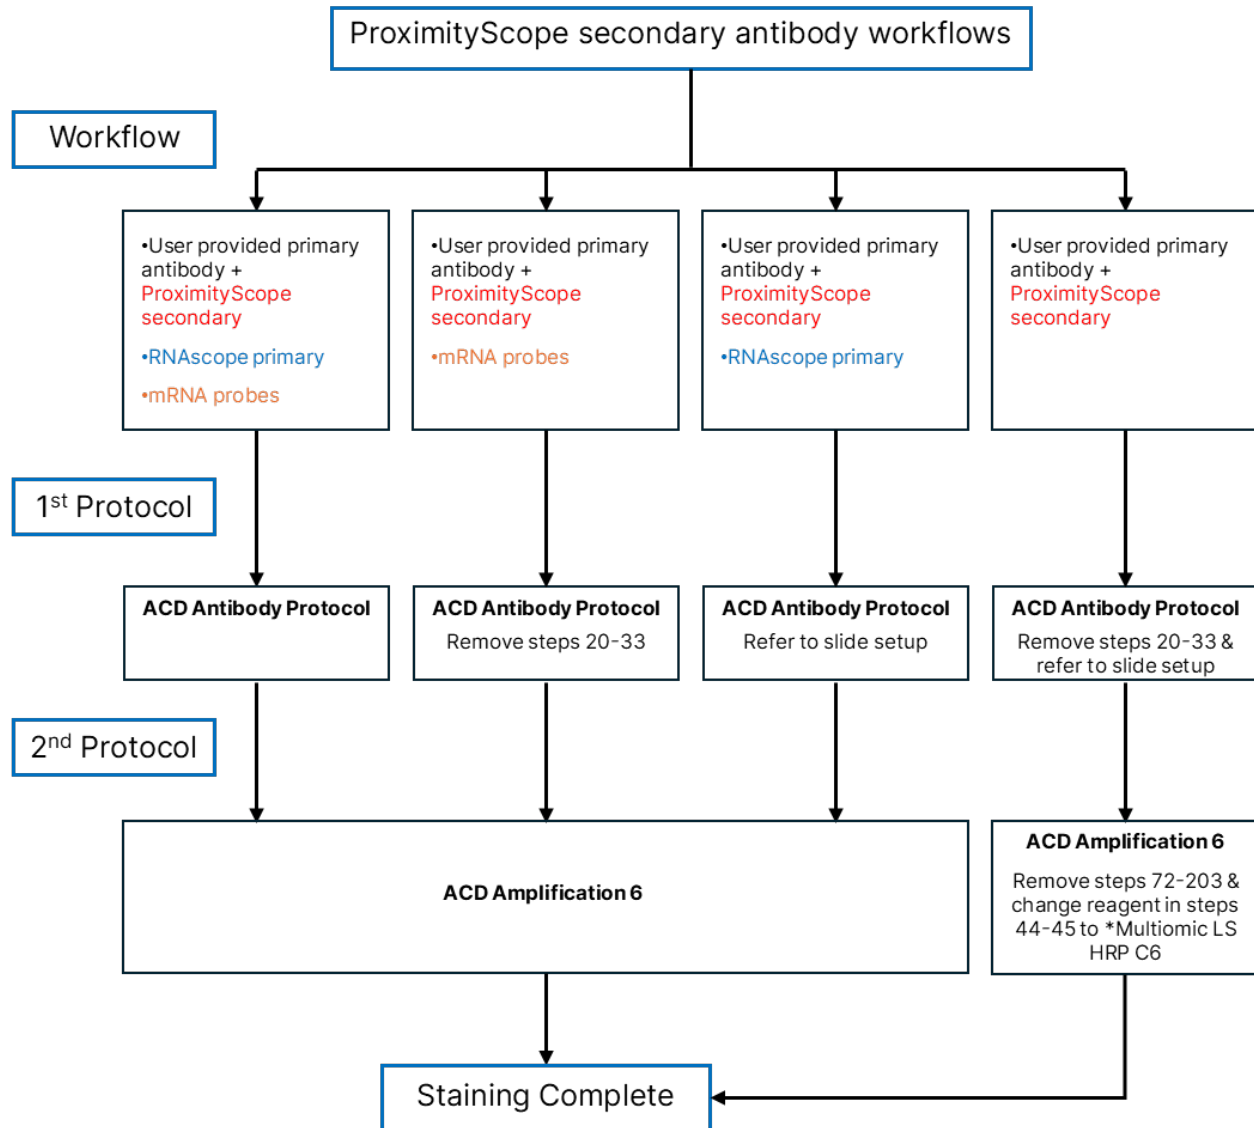 ProximityScope secondary antibody workflows
Workflow
•User provided primary
antibody +
ProximityScope
secondary
•RNAscope primary
•mRNA probes
•User provided primary
antibody +
ProximityScope
secondary
•mRNA probes
•User provided primary
antibody +
ProximityScope
secondary
•RNAscope primary
•User provided primary
antibody +
ProximityScope
secondary
1st Protocol
ACD Antibody Protocol
ACD Antibody Protocol
Remove steps 20-33
ACD Antibody Protocol
Refer to slide setup
ACD Antibody Protocol
Remove steps 20-33 &
refer to slide setup
2nd Protocol
ACD Amplification 6
ACD Amplification 6
Remove steps 72-203 &
change reagent in steps
44-45 to *Multiomic LS
HRP C6
Staining Complete